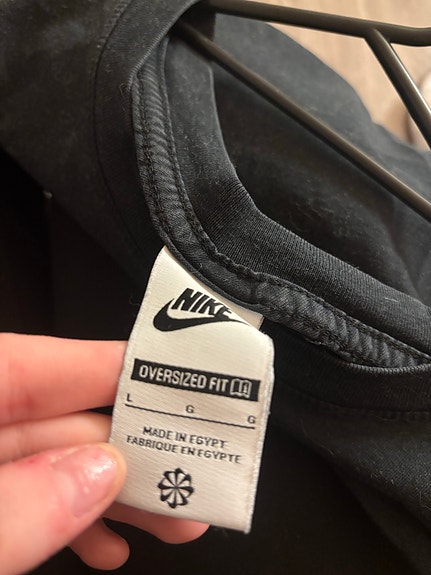 NIKE
OVERSIZED FIT
L G G
MADE IN EGYPT
FABRIQUE EN EGYPTE